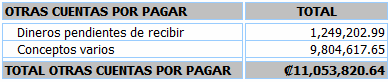 OTRAS CUENTAS POR PAGAR TOTAL
Dineros pendientes de recibir 1,249,202.99
Conceptos varios 9,804,617.65
TOTAL OTRAS CUENTAS POR PAGAR ₡11,053,820.64